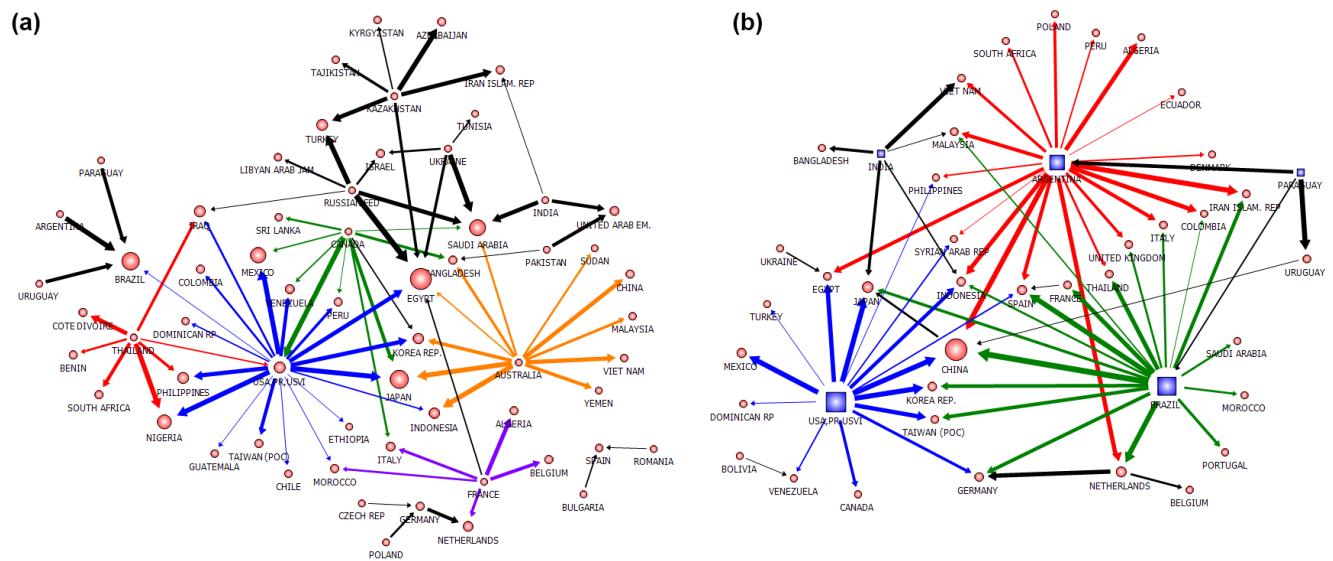 (a)
KYRGYZSTAN
AZERBAIJAN
TAJIKISTAN
IRAN ISLAM. REP
KAZAKHSTAN
TUNISIA
TURKEY
LIBYAN ARAB JAM
ISRAEL
UKRAINE
PARAGUAY
RUSSIAN FED
INDIA
ARGENTINA
IRAQ
SRI LANKA
CANADA
UNITED ARAB EM.
SAUDI ARABIA
PAKISTAN
MEXICO
BANGLADESH
SUDAN
BRAZIL
COLOMBIA
CHINA
VENEZUELA
EGYPT
URUGUAY
PERU
MALAYSIA
COTE DIVOIRE
DOMINICAN RP
THAILAND
KOREA REP.
BENIN
USA,PR,USVI
VIET NAM
AUSTRALIA
PHILIPPINES
JAPAN
SOUTH AFRICA
YEMEN
NIGERIA
INDONESIA
ALGERIA
ETHIOPIA
GUATEMALA
TAIWAN (POC)
ITALY
CHILE
MOROCCO
BELGIUM
SPAIN
ROMANIA
FRANCE
BULGARIA
CZECH REP
GERMANY
NETHERLANDS
POLAND
(b)
POLAND
SOUTH AFRICA
PERU
ALGERIA
VIET NAM
ECUADOR
MALAYSIA
BANGLADESH
INDIA
DENMARK
ARGENTINA
PARAGUAY
PHILIPPINES
IRAN ISLAM. REP
COLOMBIA
ITALY
SYRIAN ARAB REP
UNITED KINGDOM
UKRAINE
URUGUAY
EGYPT
JAPAN
INDONESIA
SPAIN
FRANCE
THAILAND
TURKEY
SAUDI ARABIA
MEXICO
CHINA
KOREA REP.
BRAZIL
MOROCCO
DOMINICAN RP
USA,PR,USVI
TAIWAN (POC)
PORTUGAL
BOLIVIA
VENEZUELA
GERMANY
NETHERLANDS
CANADA
BELGIUM